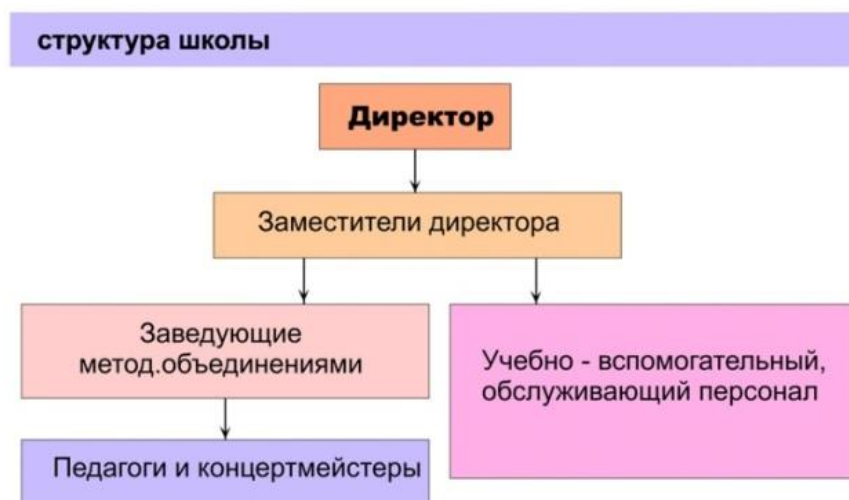 структура школы
Директор
Заместители директора
Заведующие
метод.объединениями
Учебно - вспомогательный,
обслуживающий персонал
Педагоги и концертмейстеры